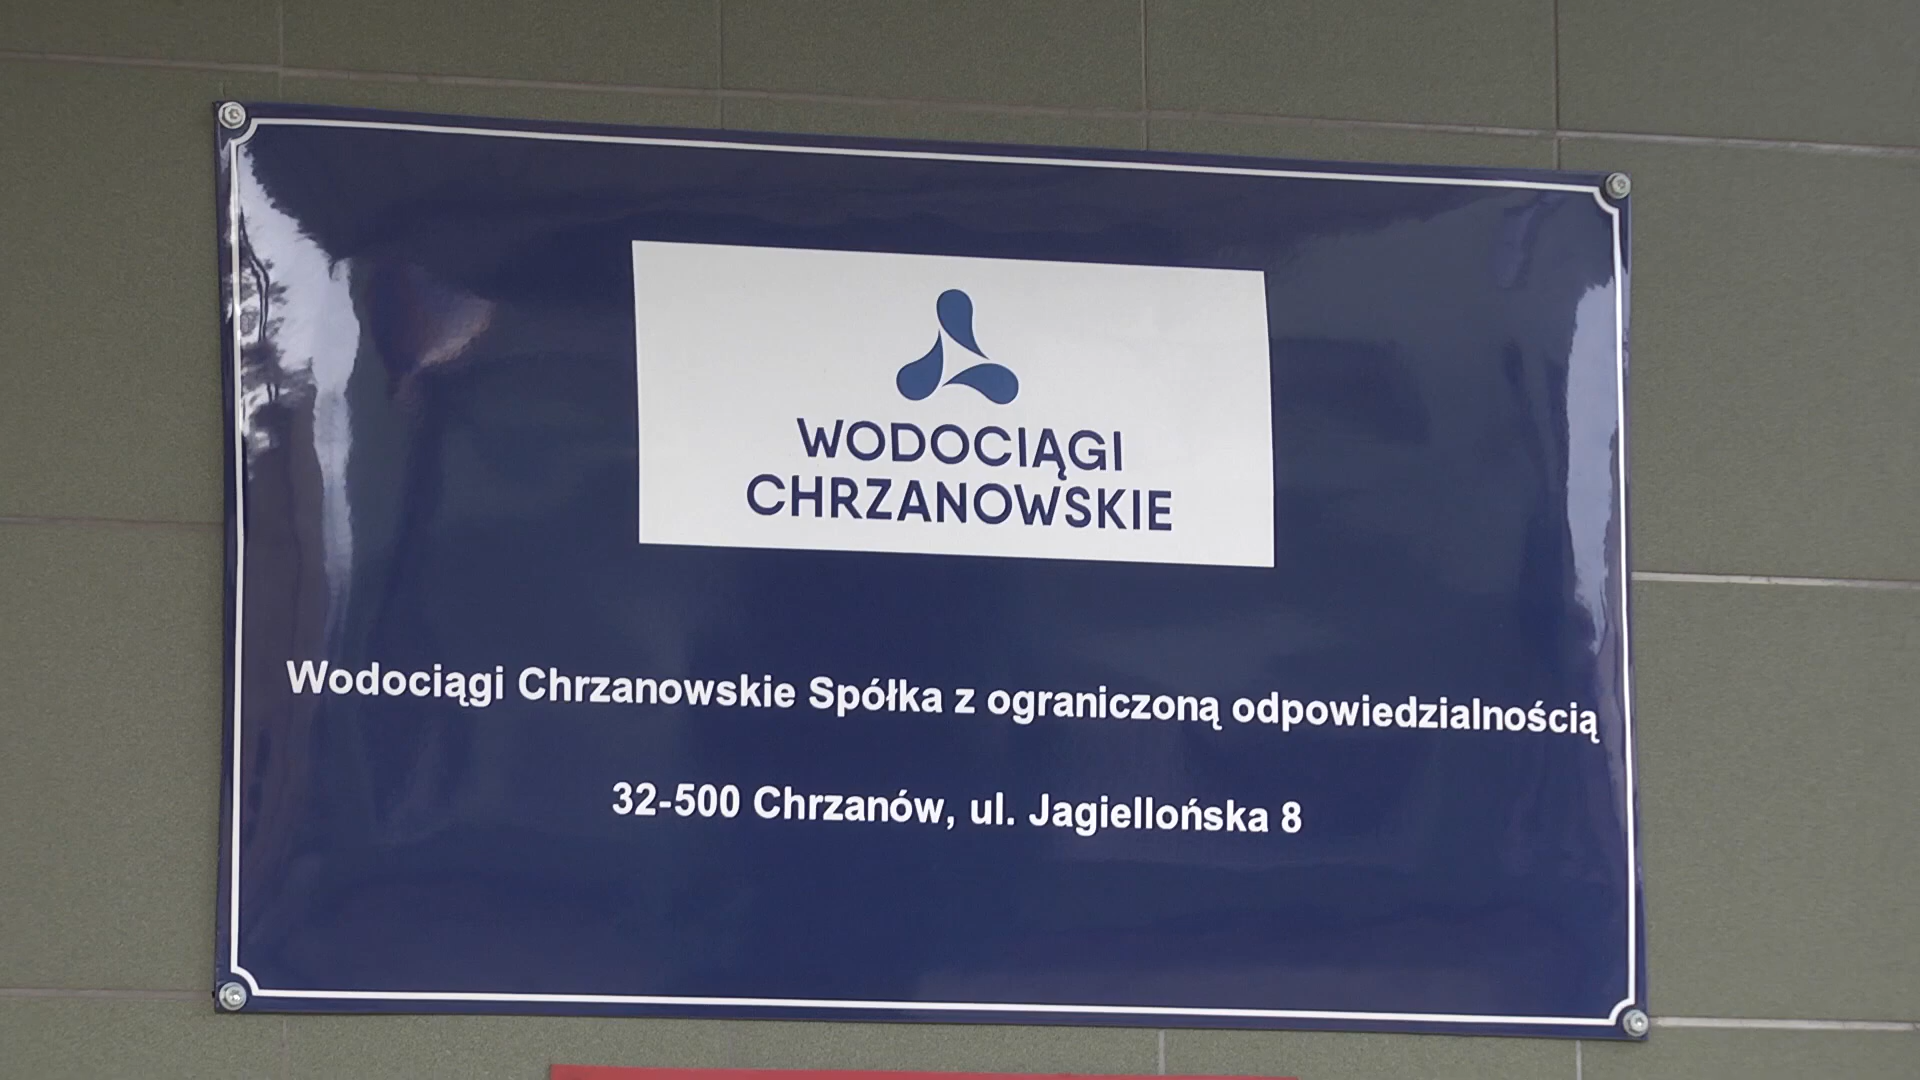 WODOCIĄGI
CHRZANOWSKIE
Wodociągi Chrzanowskie Spółka z ograniczoną odpowiedzialnością
32-500 Chrzanów, ul. Jagiellońska 8